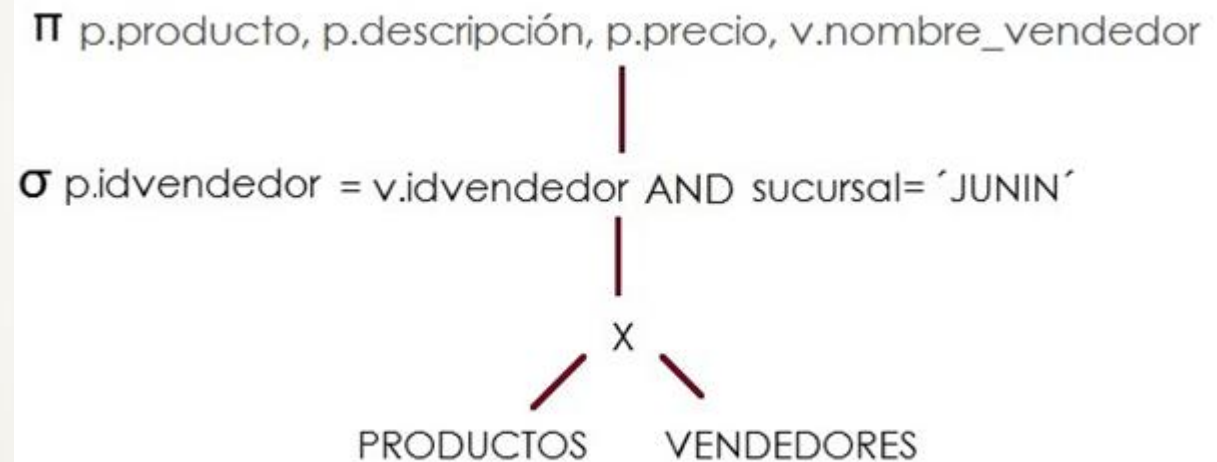 π p.producto, p.descripción, p.precio, v.nombre_vendedor
σ p.idvendedor = v.idvendedor AND sucursal= ´JUNIN´
X
PRODUCTOS VENDEDORES